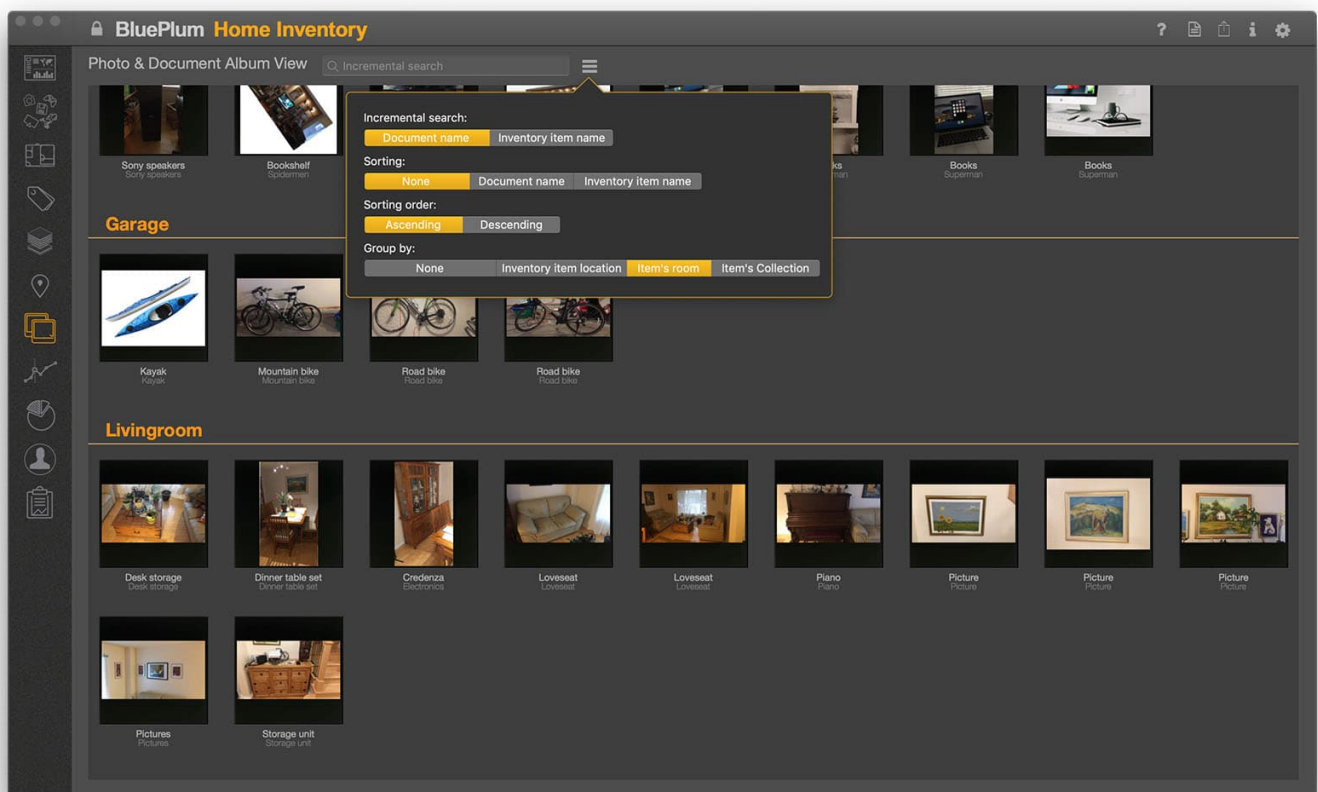 BluePlum Home Inventory
? i
Photo & Document Album View
Incremental search
Incremental search:
Document name Inventory item name
Sorting:
None Document name Inventory item name
Sorting order:
Ascending Descending
Group by:
None Inventory item location Item's room Item's Collection
Sony speakers Bookshelf Books Books
Sony speakers Spidermen Superman Superman
Garage
Kayak Mountain bike Road bike Road bike
Kayak Mountain bike Road bike Road bike
Livingroom
Desk storage Dinner table set Credenza Loveseat Loveseat Piano Picture Picture Picture
Desk storage Dinner table set Electronics Loveseat Loveseat Piano Picture Picture Picture
Pictures Storage unit
Pictures Storage unit